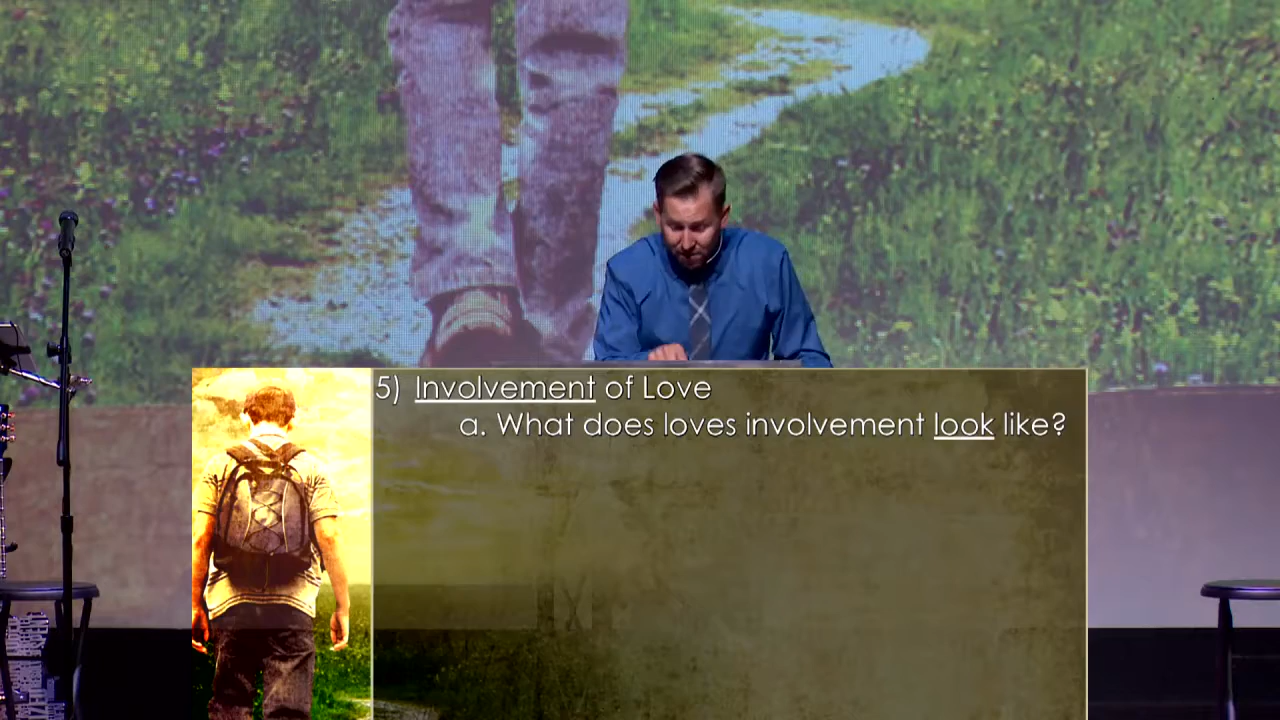 5) Involvement of Love
a. What does loves involvement look like?